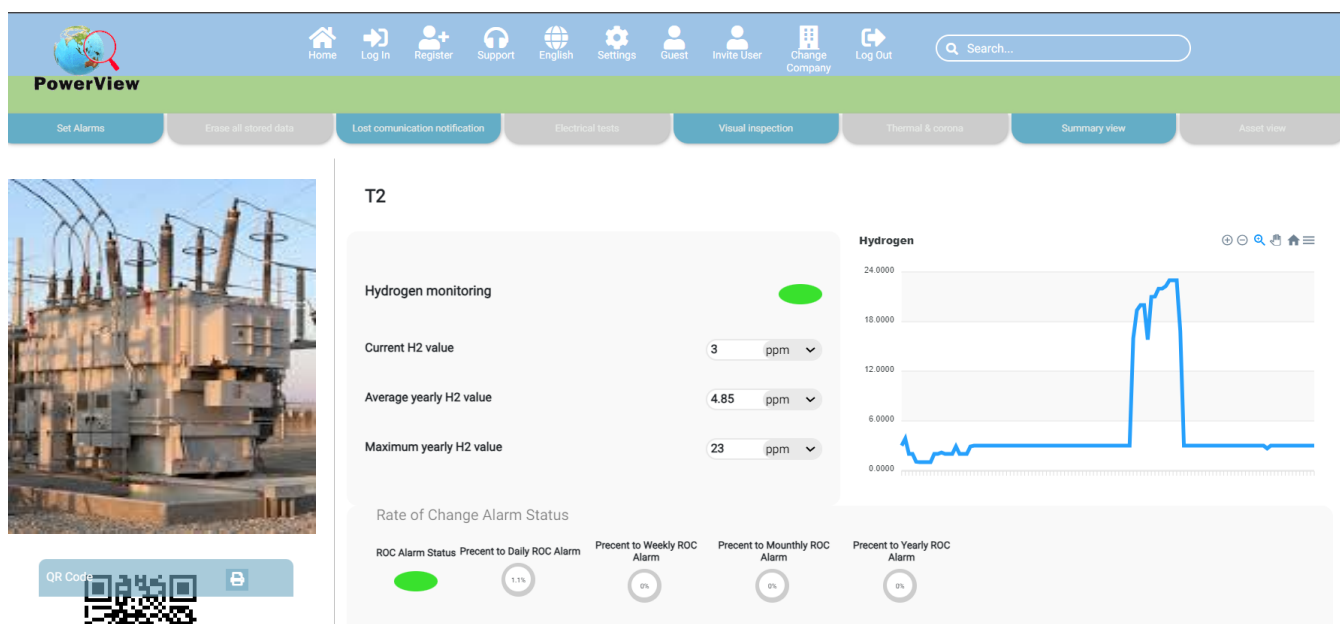 PowerView
Home
Log In
Register
Support
English
Settings
Guest
Invite User
Change
Company
Log Out
Search...
Set Alarms
Erase all stored data
Lost comunication notification
Electrical tests
Visual inspection
Thermal & corona
Summary view
Asset view
T2
Hydrogen monitoring
Current H2 value
3 ppm
Average yearly H2 value
4.85 ppm
Maximum yearly H2 value
23 ppm
Hydrogen
24.0000
18.0000
12.0000
6.0000
0.0000
Rate of Change Alarm Status
ROC Alarm Status
Precent to Daily ROC Alarm
1.1%
Precent to Weekly ROC
Alarm
0%
Precent to Mounthly ROC
Alarm
0%
Precent to Yearly ROC
Alarm
0%
QR Code